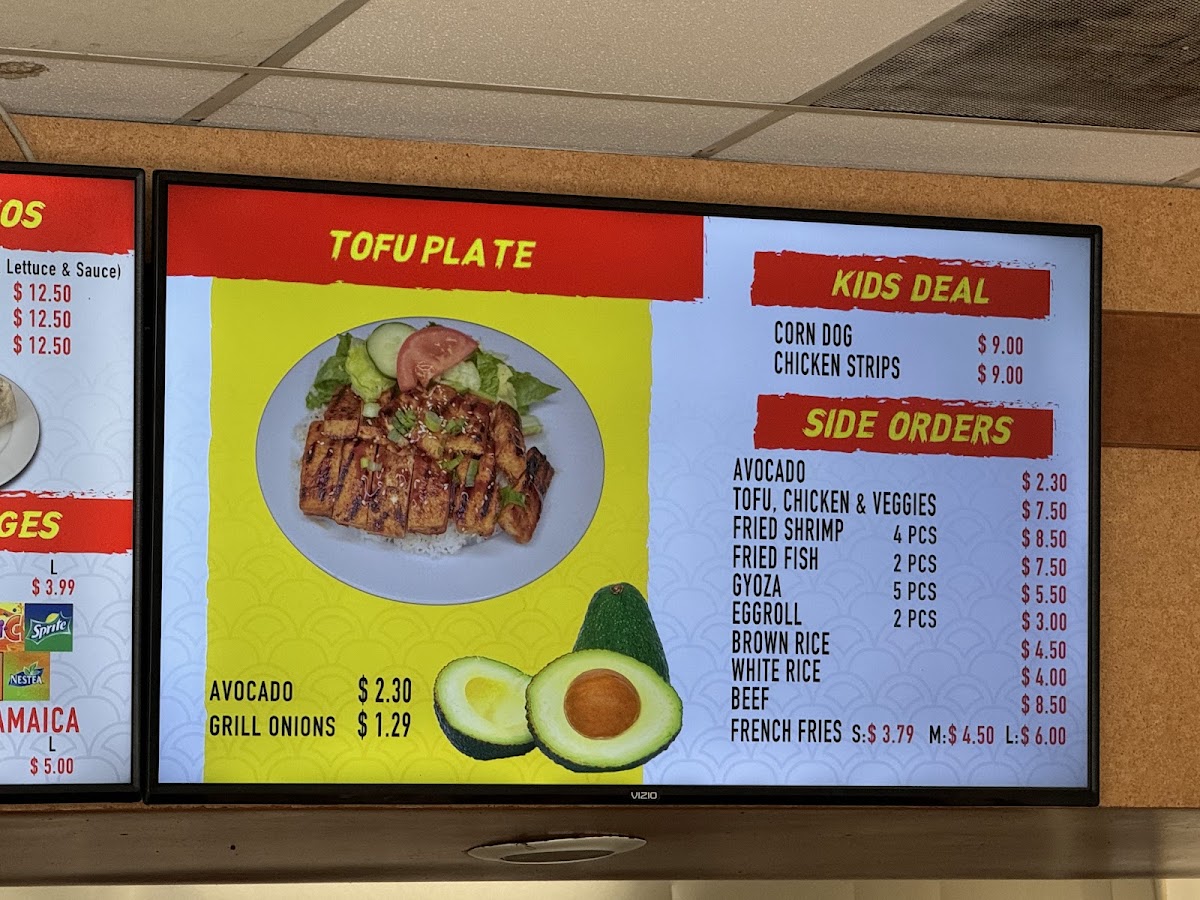 OS
Lettuce & Sauce)
$ 12.50
$ 12.50
$ 12.50
GES
L
$ 3.99
Sprite
NESTEA
AMAICA
L
$ 5.00
TOFU PLATE
AVOCADO $ 2.30
GRILL ONIONS $ 1.29
KIDS DEAL
CORN DOG $ 9.00
CHICKEN STRIPS $ 9.00
SIDE ORDERS
AVOCADO $ 2.30
TOFU, CHICKEN & VEGGIES $ 7.50
FRIED SHRIMP 4 PCS $ 8.50
FRIED FISH 2 PCS $ 7.50
GYOZA 5 PCS $ 5.50
EGGROLL 2 PCS $ 3.00
BROWN RICE $ 4.50
WHITE RICE $ 4.00
BEEF $ 8.50
FRENCH FRIES S:$ 3.79 M:$ 4.50 L:$ 6.00
VIZIO